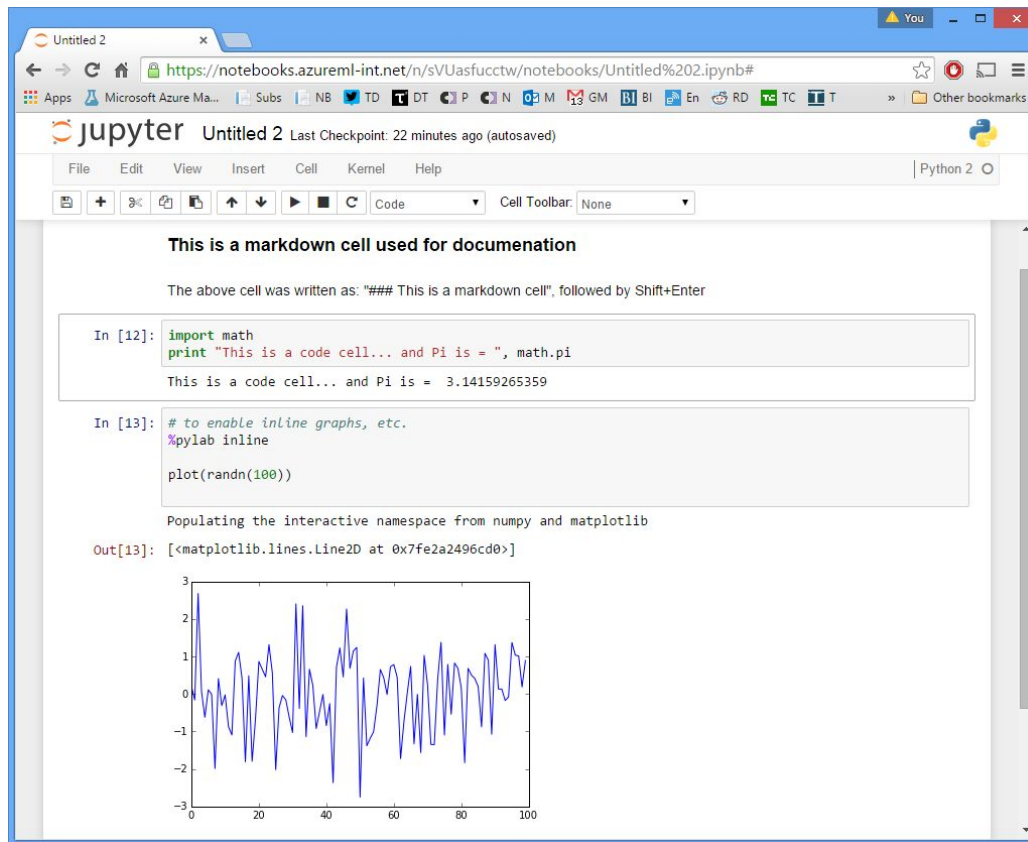 You
Untitled 2
https://notebooks.azureml-int.net/n/sVUasfucctw/notebooks/Untitled%202.ipynb#
Apps Microsoft Azure Ma... Subs NB TD DT P N M GM BI BI En RD TC TC T » Other bookmarks
jupyter Untitled 2 Last Checkpoint: 22 minutes ago (autosaved)
File Edit View Insert Cell Kernel Help Python 2
Code Cell Toolbar: None
This is a markdown cell used for documenation
The above cell was written as: "### This is a markdown cell", followed by Shift+Enter
In [12]: import math
print "This is a code cell... and Pi is = ", math.pi
This is a code cell... and Pi is =  3.14159265359
In [13]: # to enable inline graphs, etc.
%pylab inline
plot(randn(100))
Populating the interactive namespace from numpy and matplotlib
Out[13]: [<matplotlib.lines.Line2D at 0x7fe2a2496cd0>]
3
2
1
0
−1
−2
−3
0 20 40 60 80 100